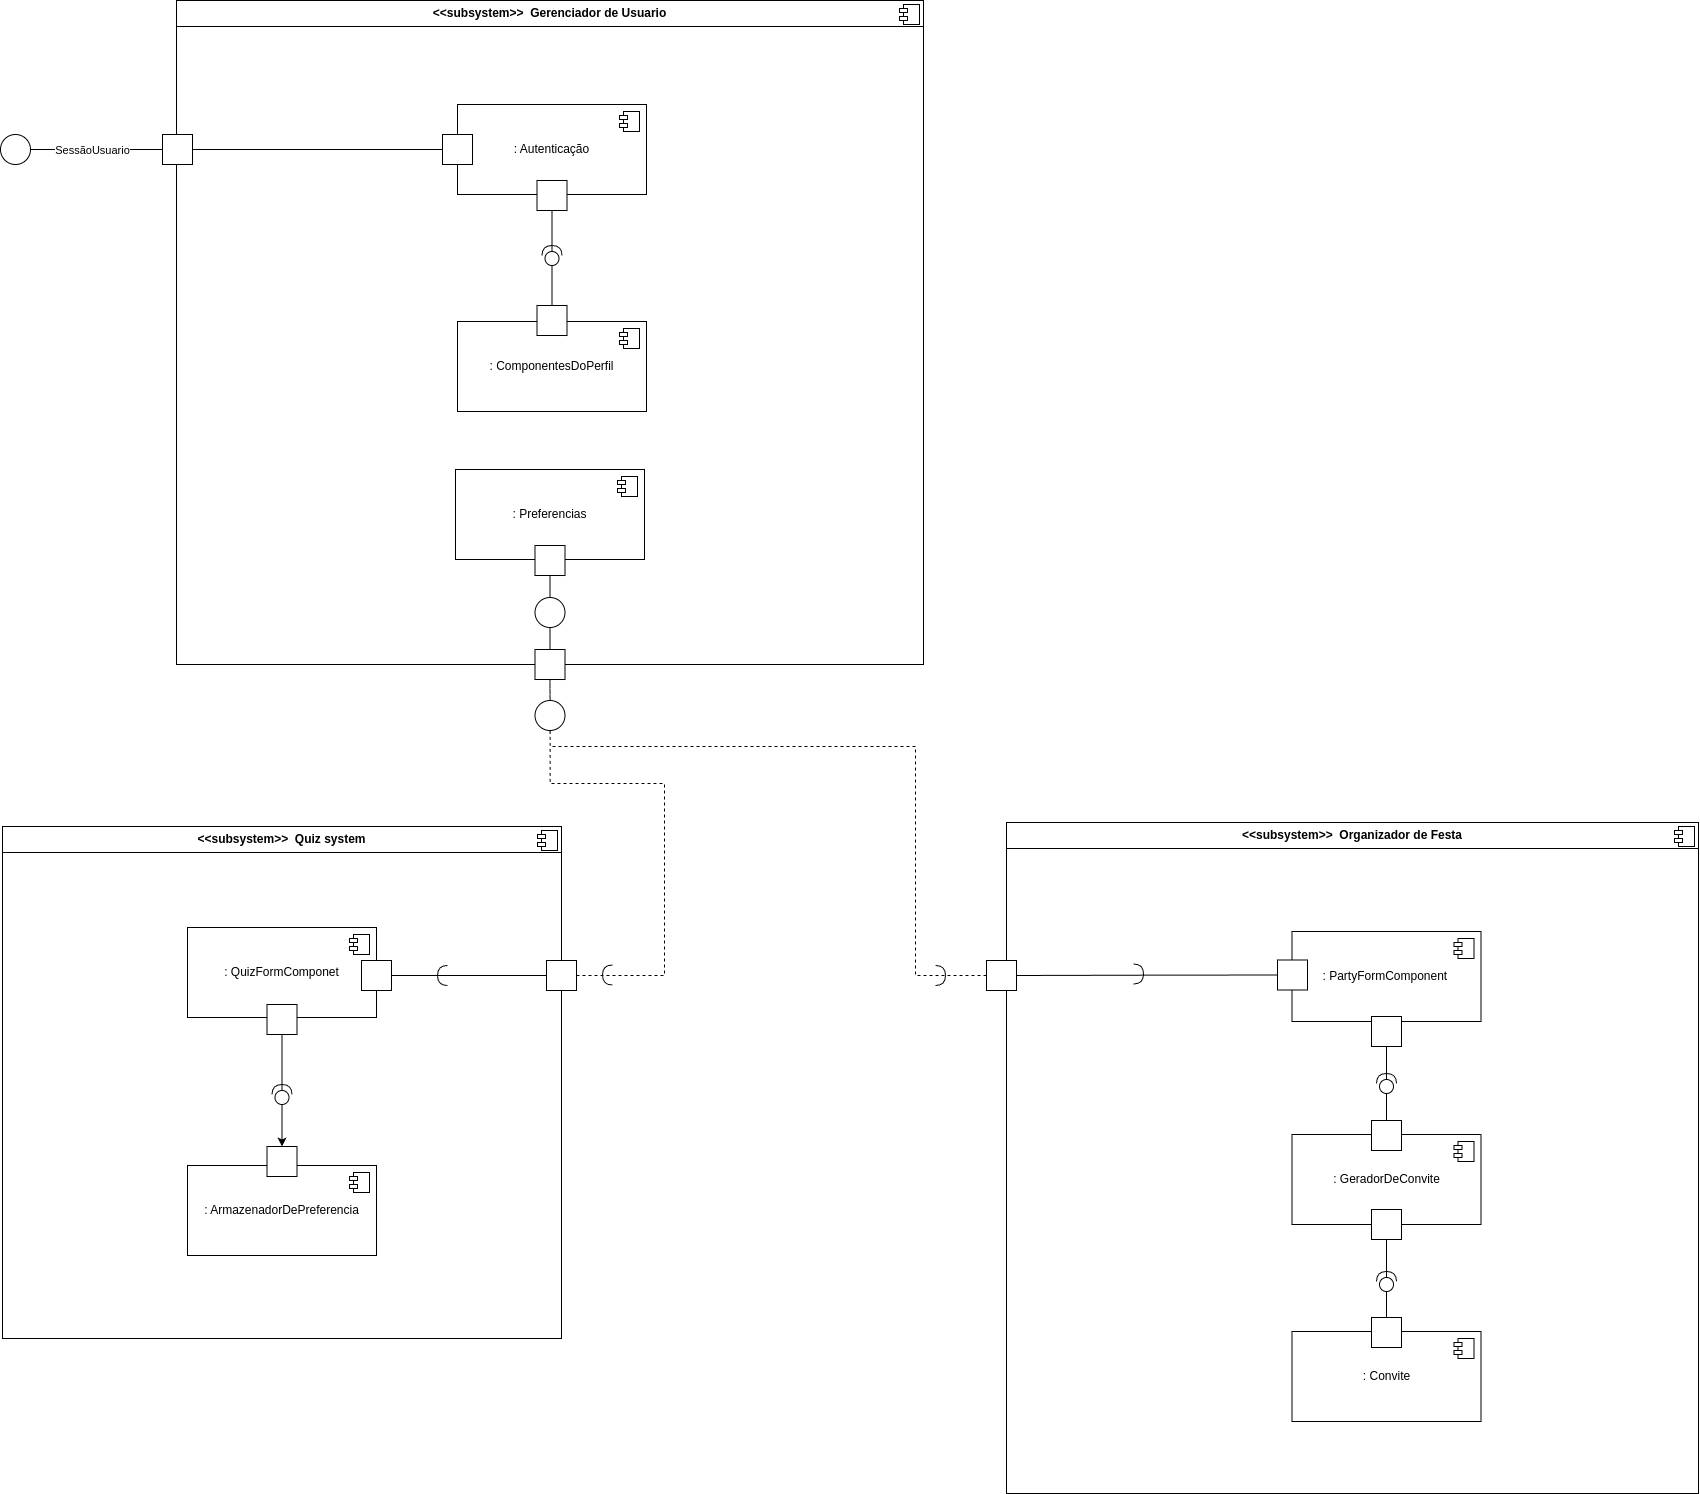 <<subsystem>> Gerenciador de Usuario
: Autenticação
SessãoUsuario
: ComponentesDoPerfil
: Preferencias
<<subsystem>> Quiz system
: QuizFormComponet
: ArmazenadorDePreferencia
<<subsystem>> Organizador de Festa
: PartyFormComponent
: GeradorDeConvite
: Convite